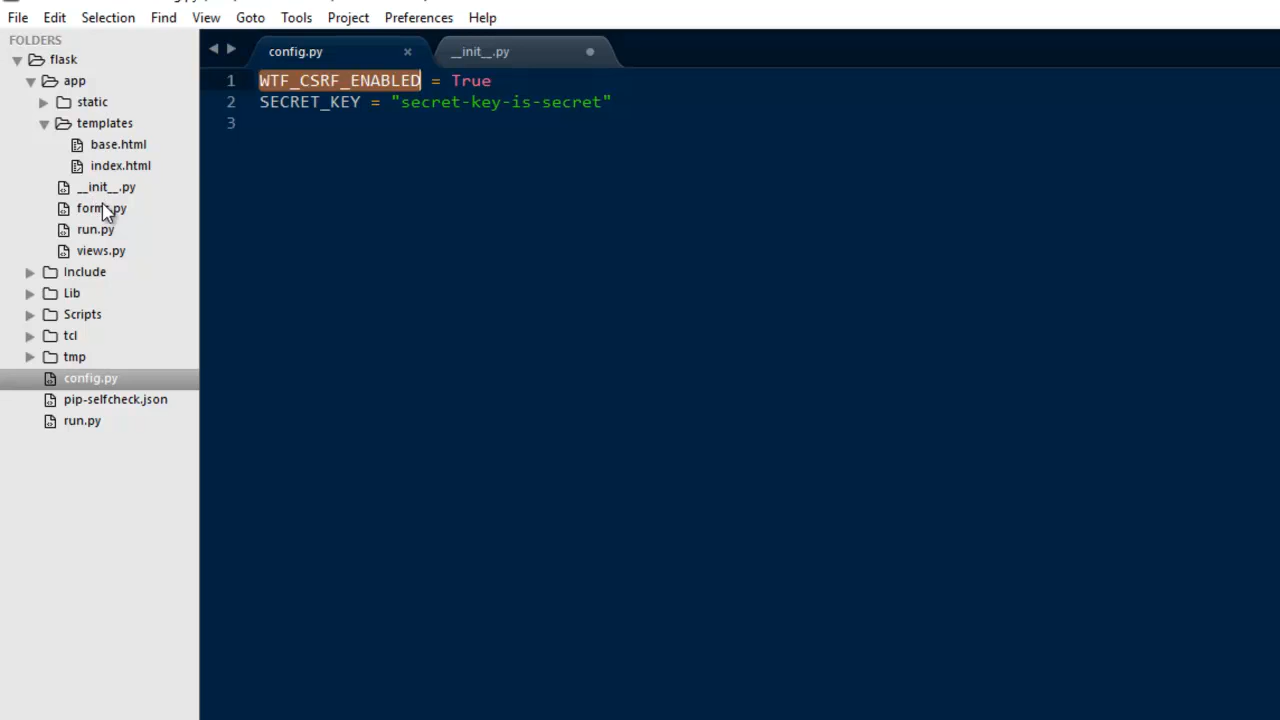 File Edit Selection Find View Goto Tools Project Preferences Help
FOLDERS
flask
app
static
templates
base.html
index.html
__init__.py
forms.py
run.py
views.py
Include
Lib
Scripts
tcl
tmp
config.py
pip-selfcheck.json
run.py
config.py × __init__.py
1 WTF_CSRF_ENABLED = True
2 SECRET_KEY = "secret-key-is-secret"
3